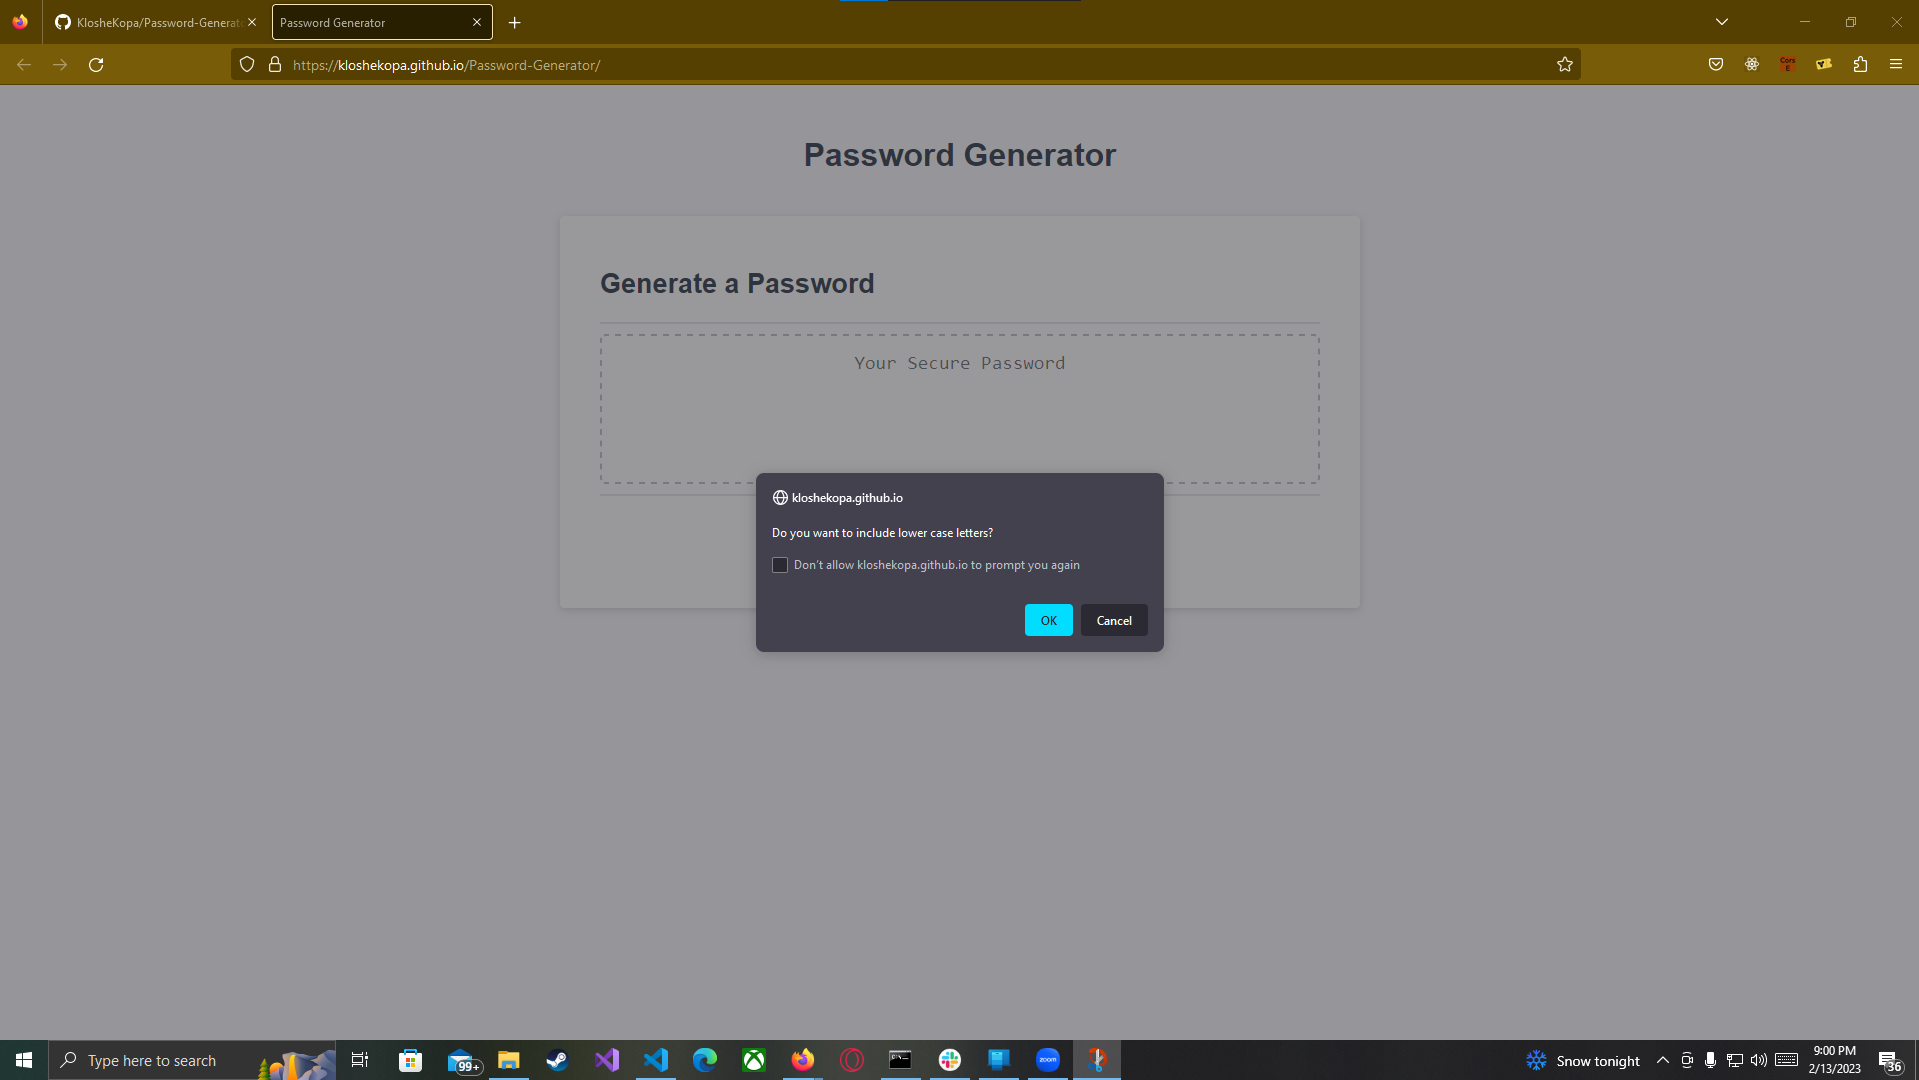 KlosheKopa/Password-Generat
Password Generator
https://kloshekopa.github.io/Password-Generator/
Cors
E
Password Generator
Generate a Password
Your Secure Password
kloshekopa.github.io
Do you want to include lower case letters?
Don't allow kloshekopa.github.io to prompt you again
OK
Cancel
Type here to search
99+
zoom
Snow tonight
9:00 PM
2/13/2023
36